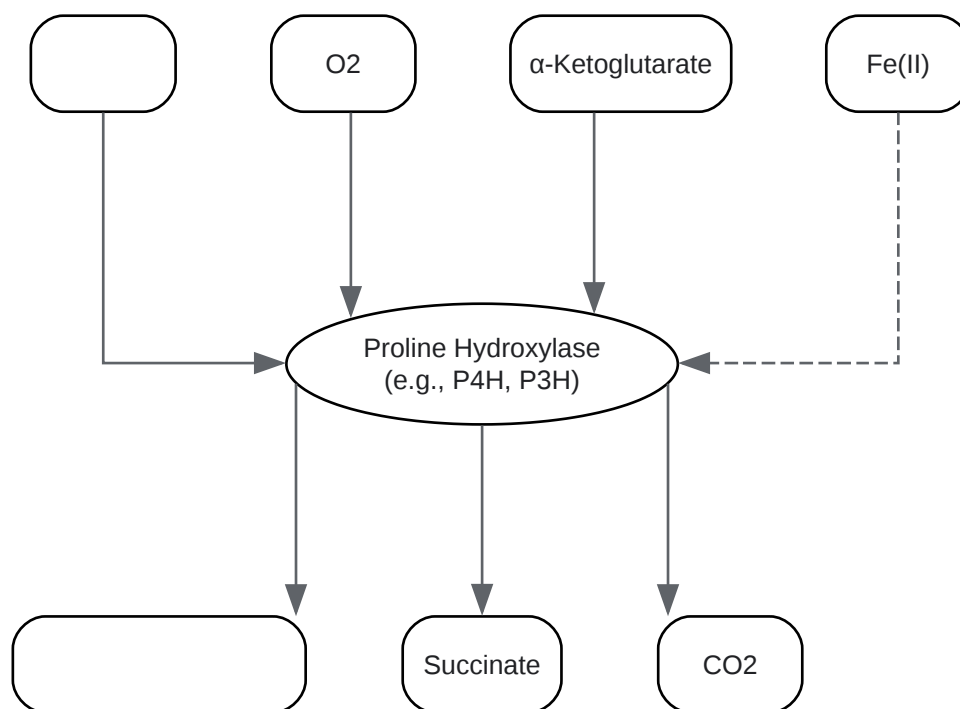 O2
α-Ketoglutarate
Fe(II)
Proline Hydroxylase
(e.g., P4H, P3H)
Succinate
CO2